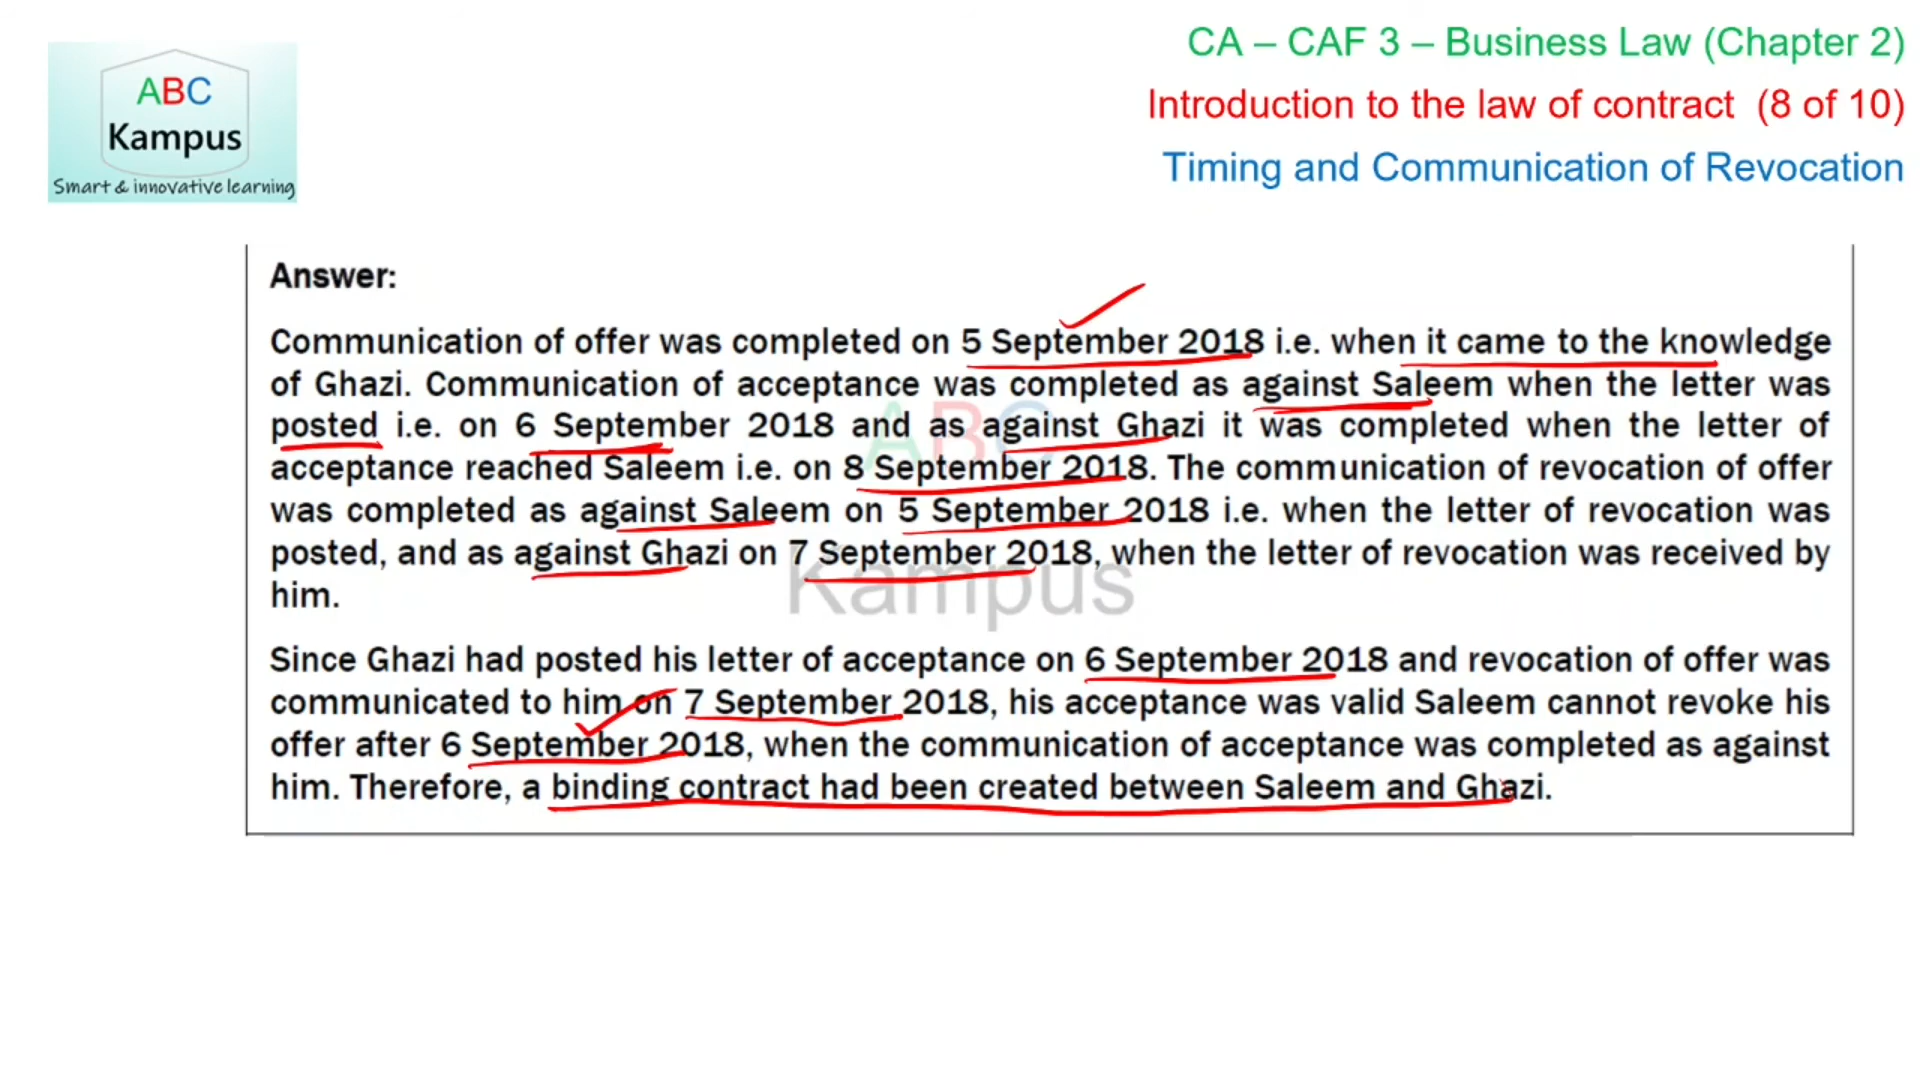 ABC
Kampus
Smart & innovative learning
CA – CAF 3 – Business Law (Chapter 2)
Introduction to the law of contract (8 of 10)
Timing and Communication of Revocation
Answer:
Communication of offer was completed on 5 September 2018 i.e. when it came to the knowledge
of Ghazi. Communication of acceptance was completed as against Saleem when the letter was
posted i.e. on 6 September 2018 and as against Ghazi it was completed when the letter of
acceptance reached Saleem i.e. on 8 September 2018. The communication of revocation of offer
was completed as against Saleem on 5 September 2018 i.e. when the letter of revocation was
posted, and as against Ghazi on 7 September 2018, when the letter of revocation was received by
him.
Since Ghazi had posted his letter of acceptance on 6 September 2018 and revocation of offer was
communicated to him on 7 September 2018, his acceptance was valid Saleem cannot revoke his
offer after 6 September 2018, when the communication of acceptance was completed as against
him. Therefore, a binding contract had been created between Saleem and Ghazi.
ABC
Kampus